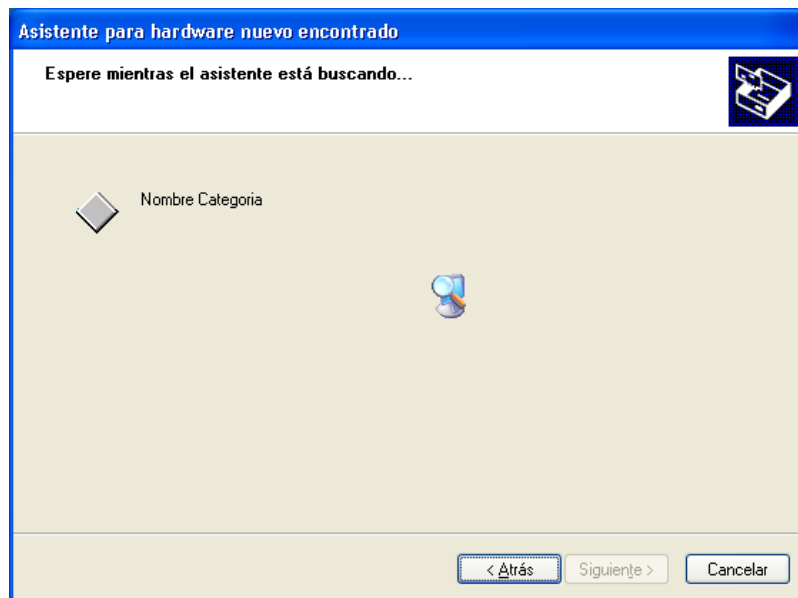 Asistente para hardware nuevo encontrado
Espere mientras el asistente está buscando...
Nombre Categoria
< Atrás
Siguiente >
Cancelar